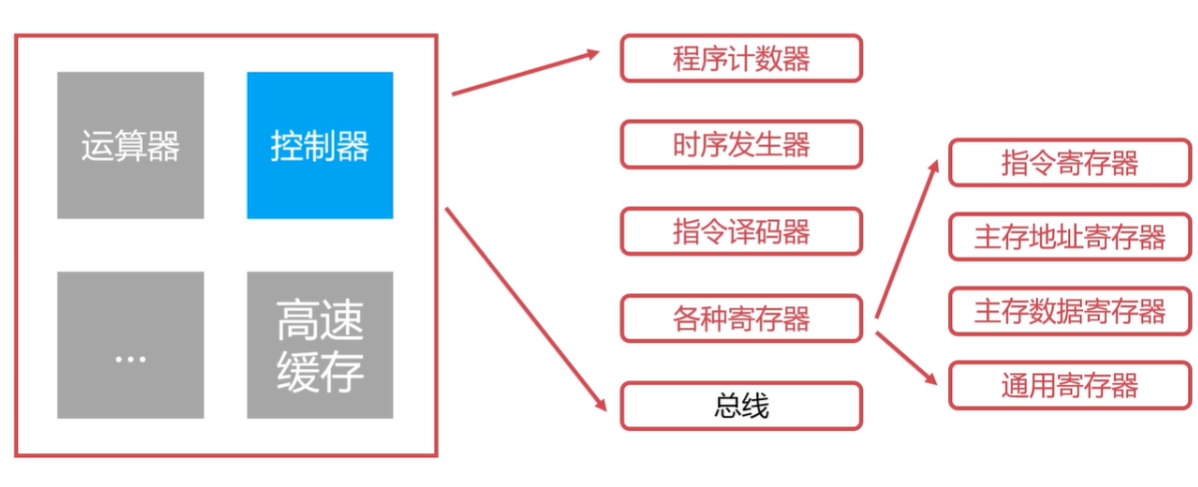 运算器
控制器
...
高速
缓存
程序计数器
时序发生器
指令译码器
各种寄存器
总线
指令寄存器
主存地址寄存器
主存数据寄存器
通用寄存器